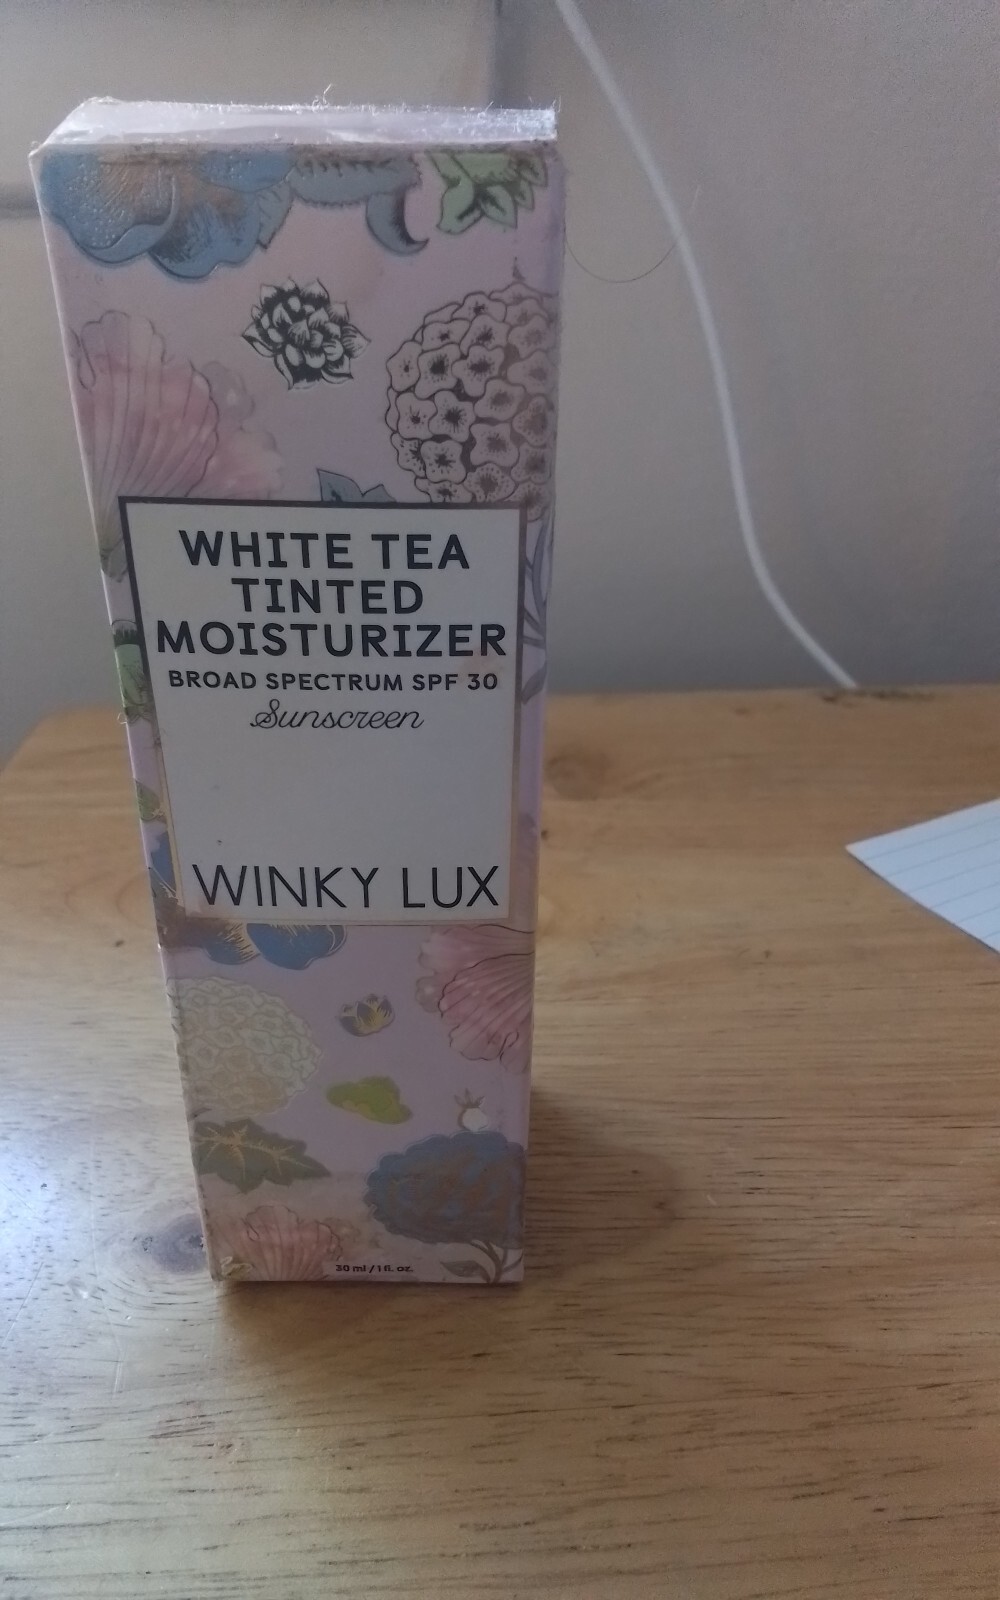 WHITE TEA
TINTED
MOISTURIZER
BROAD SPECTRUM SPF 30
Sunscreen
WINKY LUX
30 ml / 1 fl. oz.